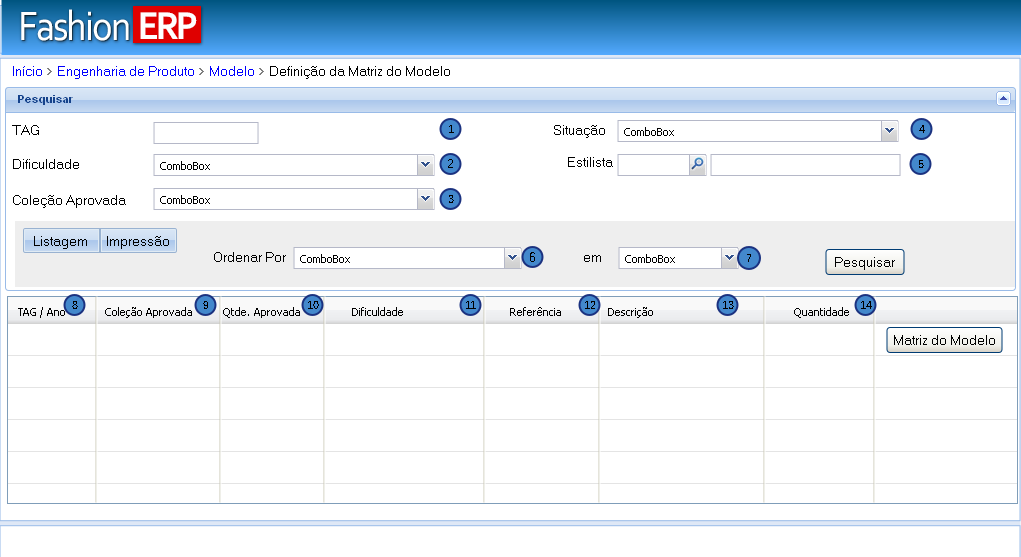 Fashion ERP
Início > Engenharia de Produto > Modelo > Definição da Matriz do Modelo
Pesquisar
TAG 1 Situação ComboBox 4
Dificuldade ComboBox 2 Estilista 5
Coleção Aprovada ComboBox 3
Listagem Impressão
Ordenar Por ComboBox 6 em ComboBox 7 Pesquisar
TAG / Ano 8 Coleção Aprovada 9 Qtde. Aprovada 10 Dificuldade 11 Referência 12 Descrição 13 Quantidade 14
Matriz do Modelo